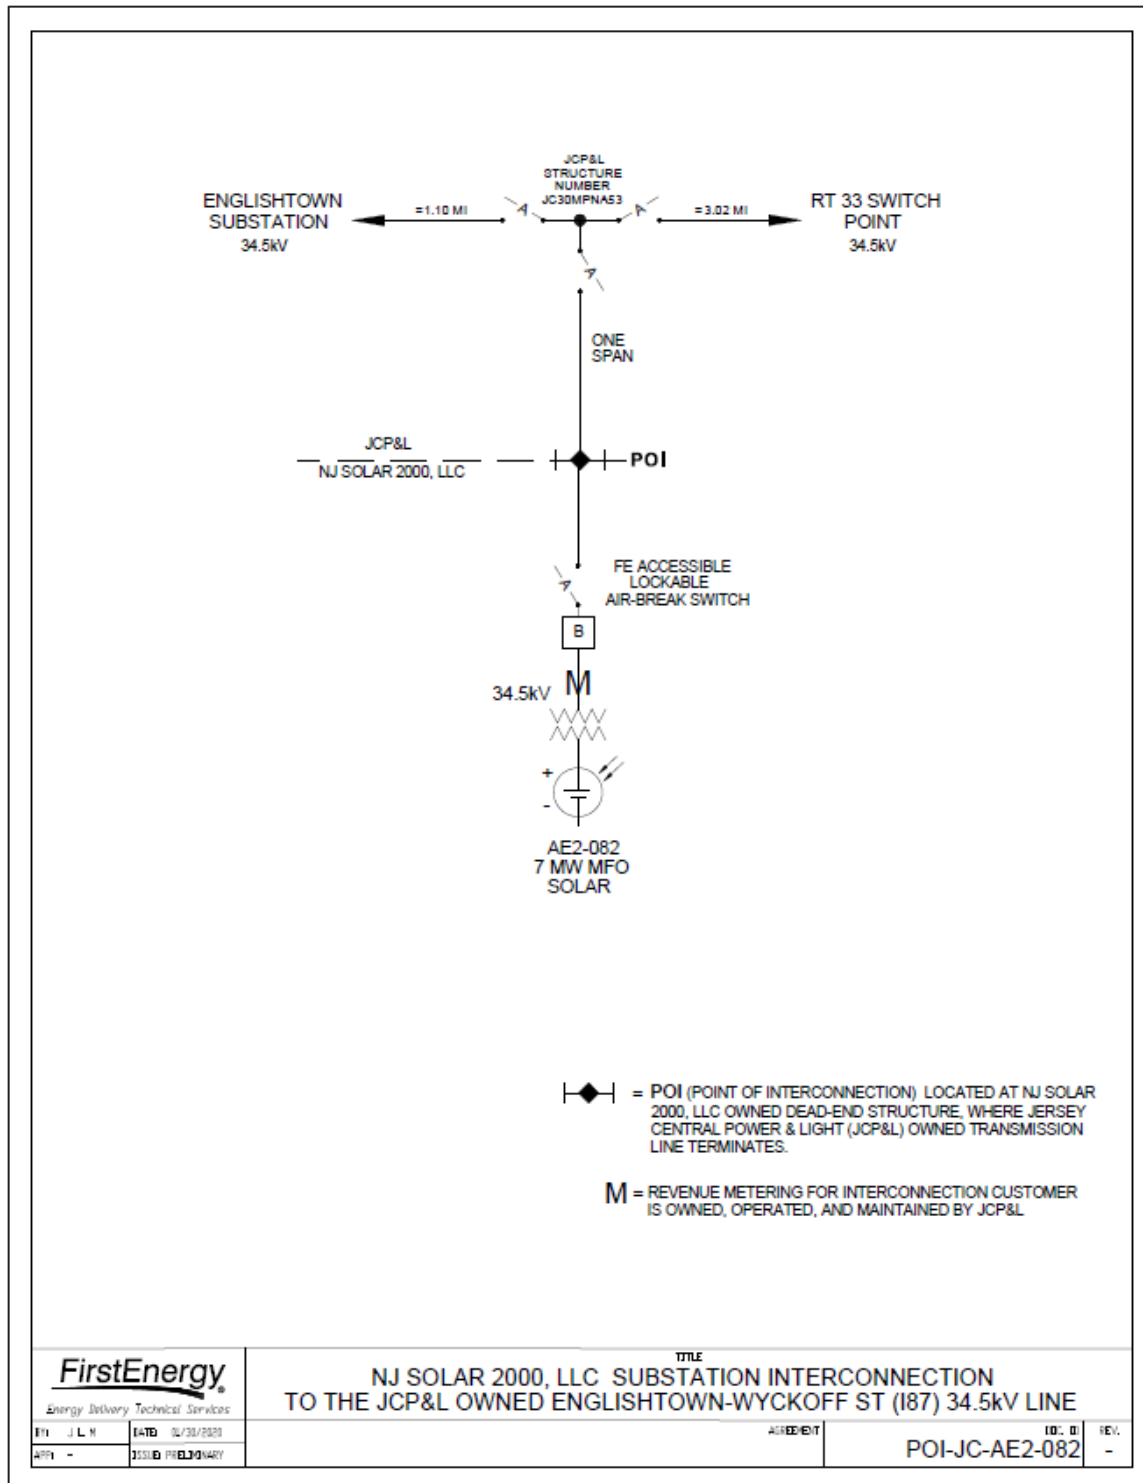 JCP&L
STRUCTURE
NUMBER
JC30MPNA53
ENGLISHTOWN
SUBSTATION
34.5kV
=1.10 MI
A
A
=3.02 MI
RT 33 SWITCH
POINT
34.5kV
A
ONE
SPAN
JCP&L
NJ SOLAR 2000, LLC
POI
A
FE ACCESSIBLE
LOCKABLE
AIR-BREAK SWITCH
B
34.5kV
M
+
-
AE2-082
7 MW MFO
SOLAR
= POI (POINT OF INTERCONNECTION) LOCATED AT NJ SOLAR
2000, LLC OWNED DEAD-END STRUCTURE, WHERE JERSEY
CENTRAL POWER & LIGHT (JCP&L) OWNED TRANSMISSION
LINE TERMINATES.
M = REVENUE METERING FOR INTERCONNECTION CUSTOMER
IS OWNED, OPERATED, AND MAINTAINED BY JCP&L
FirstEnergy
Energy Delivery Technical Services
TITLE
NJ SOLAR 2000, LLC SUBSTATION INTERCONNECTION
TO THE JCP&L OWNED ENGLISHTOWN-WYCKOFF ST (I87) 34.5kV LINE
BY: J L M
DATE:
APP: -
ISSUE: PRELIMINARY
AGREEMENT
DOC. ID
POI-JC-AE2-082
REV.
-